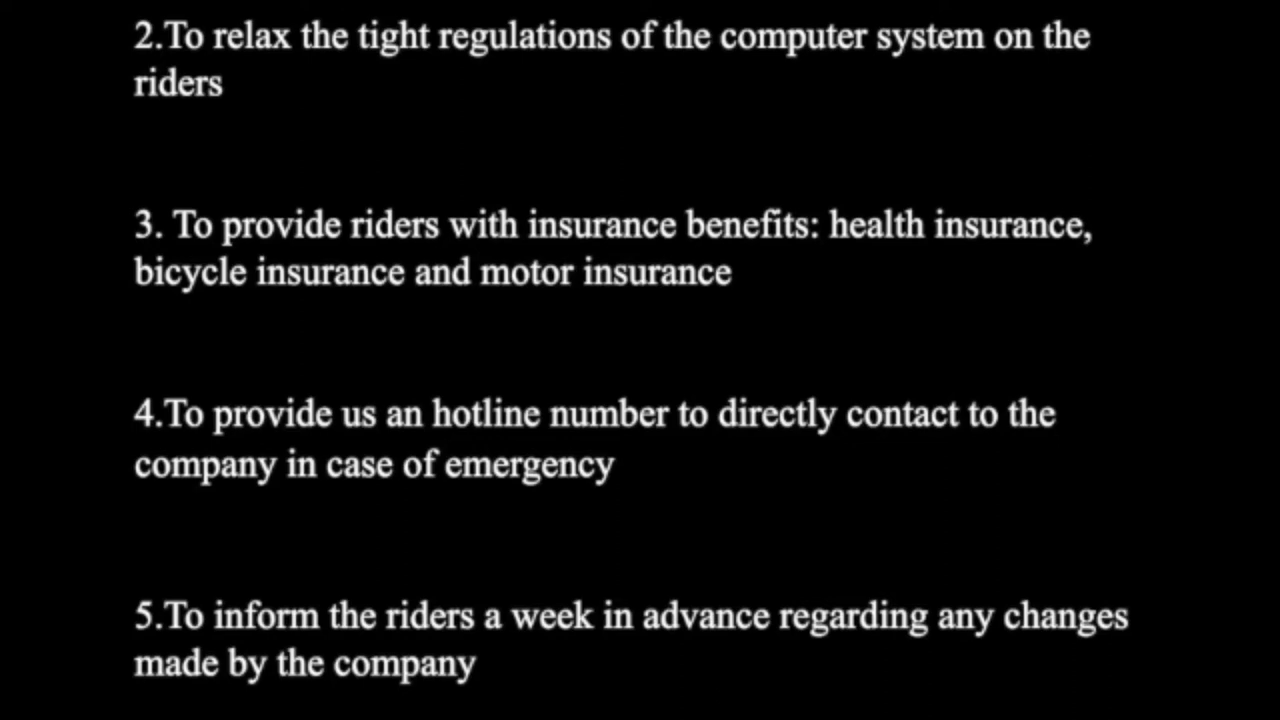 2.To relax the tight regulations of the computer system on the
riders
3. To provide riders with insurance benefits: health insurance,
bicycle insurance and motor insurance
4.To provide us an hotline number to directly contact to the
company in case of emergency
5.To inform the riders a week in advance regarding any changes
made by the company